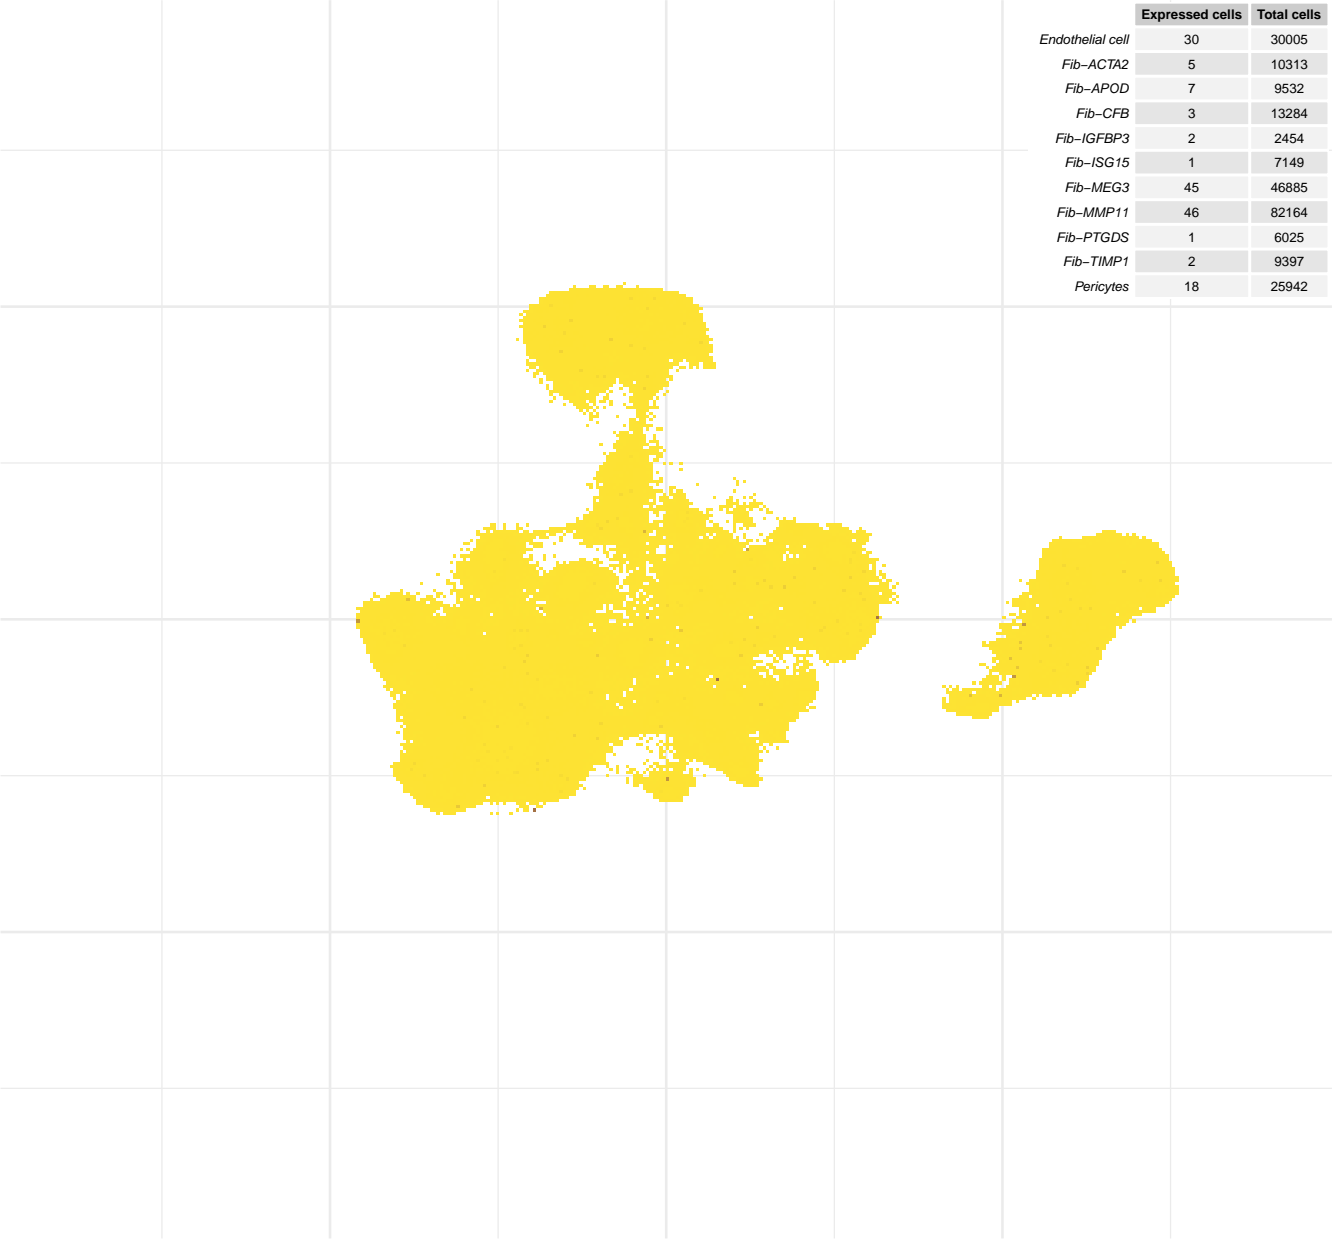 Expressed cells Total cells
Endothelial cell 30 30005
Fib−ACTA2 5 10313
Fib−APOD 7 9532
Fib−CFB 3 13284
Fib−IGFBP3 2 2454
Fib−ISG15 1 7149
Fib−MEG3 45 46885
Fib−MMP11 46 82164
Fib−PTGDS 1 6025
Fib−TIMP1 2 9397
Pericytes 18 25942